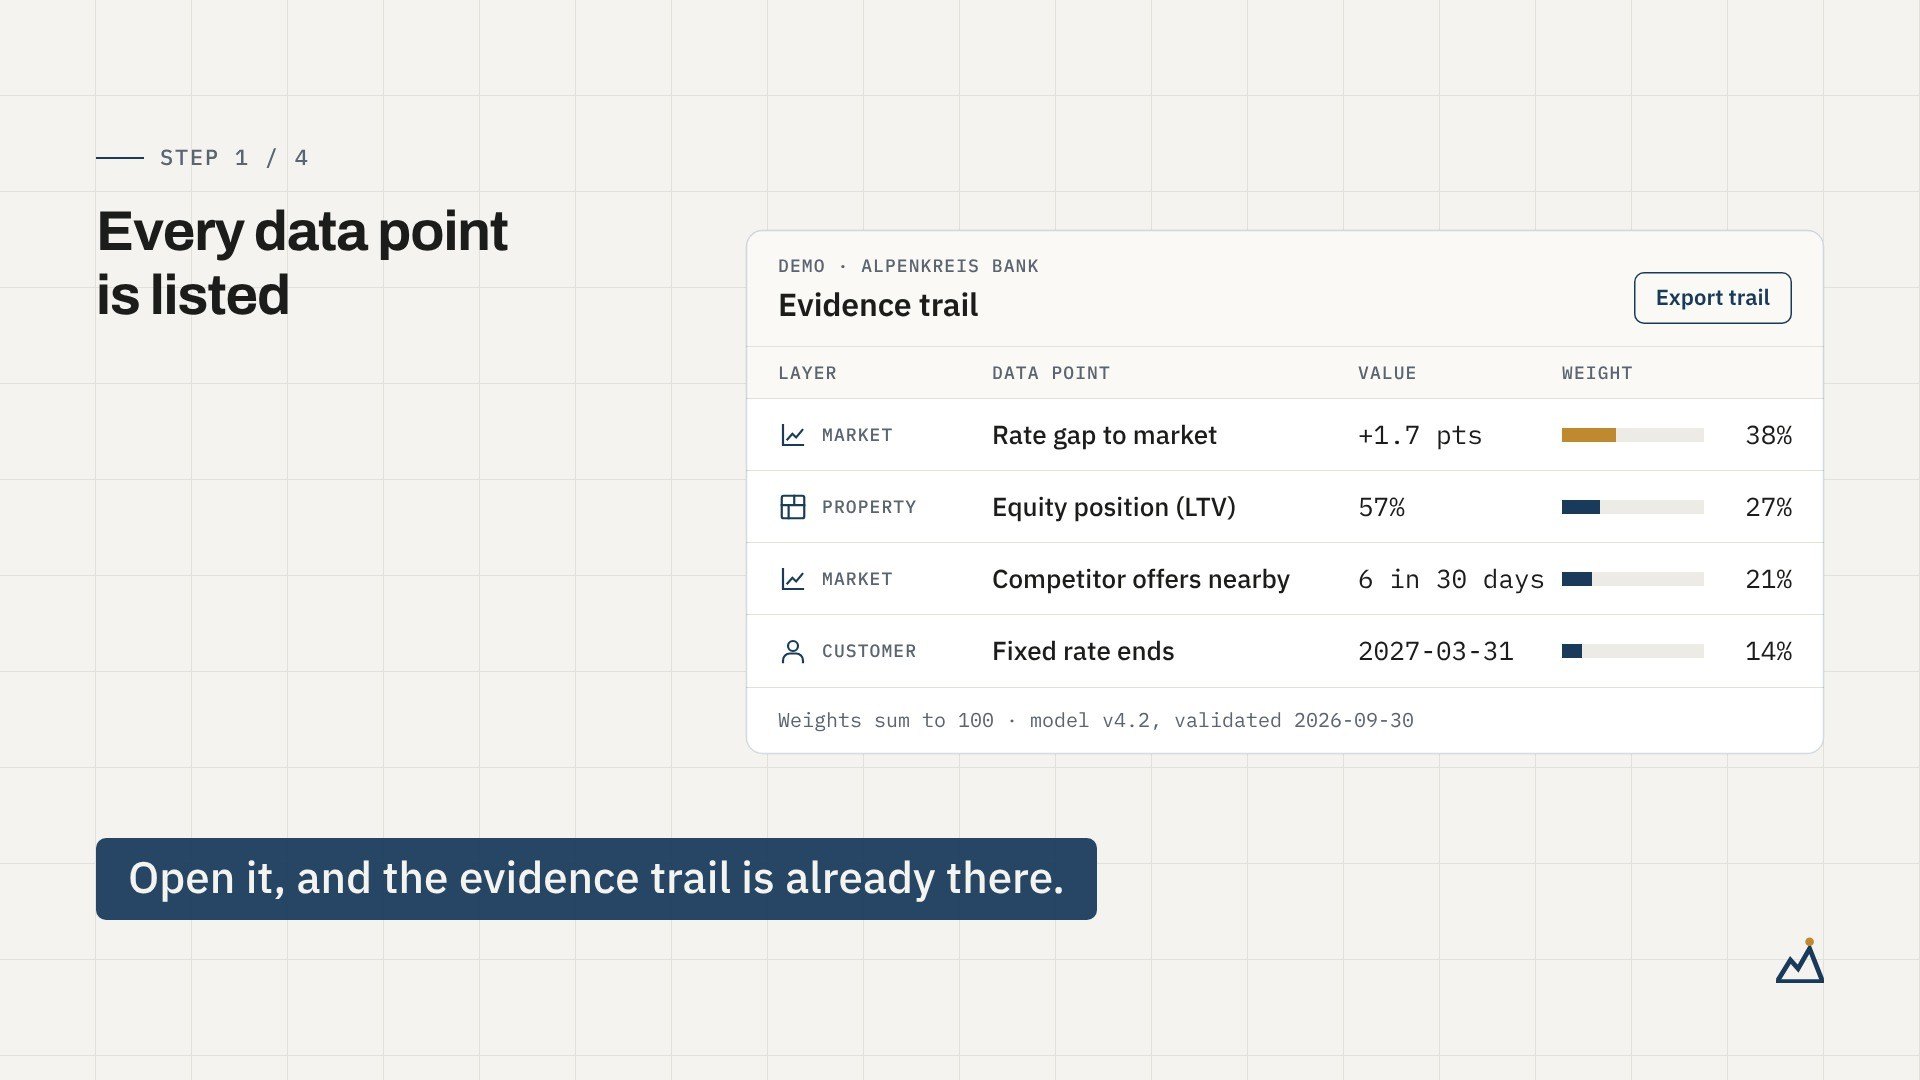 STEP 1 / 4
Every data point
is listed
DEMO · ALPENKREIS BANK
Evidence trail
Export trail
LAYER DATA POINT VALUE WEIGHT
MARKET Rate gap to market +1.7 pts 38%
PROPERTY Equity position (LTV) 57% 27%
MARKET Competitor offers nearby 6 in 30 days 21%
CUSTOMER Fixed rate ends 2027-03-31 14%
Weights sum to 100 · model v4.2, validated 2026-09-30
Open it, and the evidence trail is already there.